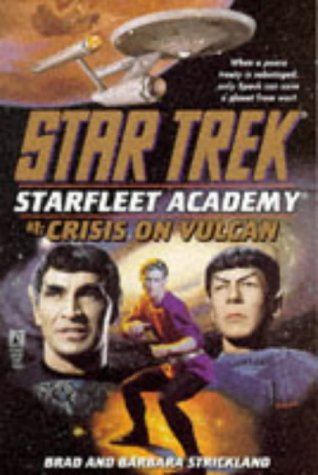 When a peace
treaty is sabotaged,
only Spock can save
a planet from war!
STAR TREK®
STARFLEET ACADEMY®
#1: CRISIS ON VULCAN
BRAD AND BARBARA STRICKLAND